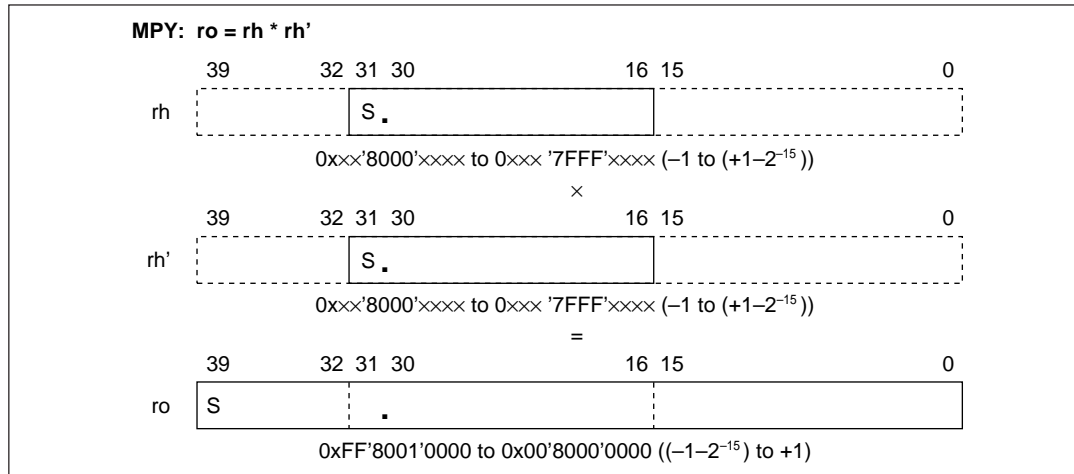 MPY: ro = rh * rh’
39 32 31 30 16 15 0
rh S.
0x××'8000'×××× to 0x×× '7FFF'×××× (–1 to (+1–2⁻¹⁵))
×
39 32 31 30 16 15 0
rh’ S.
0x××'8000'×××× to 0x×× '7FFF'×××× (–1 to (+1–2⁻¹⁵))
=
39 32 31 30 16 15 0
ro S .
0xFF'8001'0000 to 0x00'8000'0000 ((–1–2⁻¹⁵) to +1)